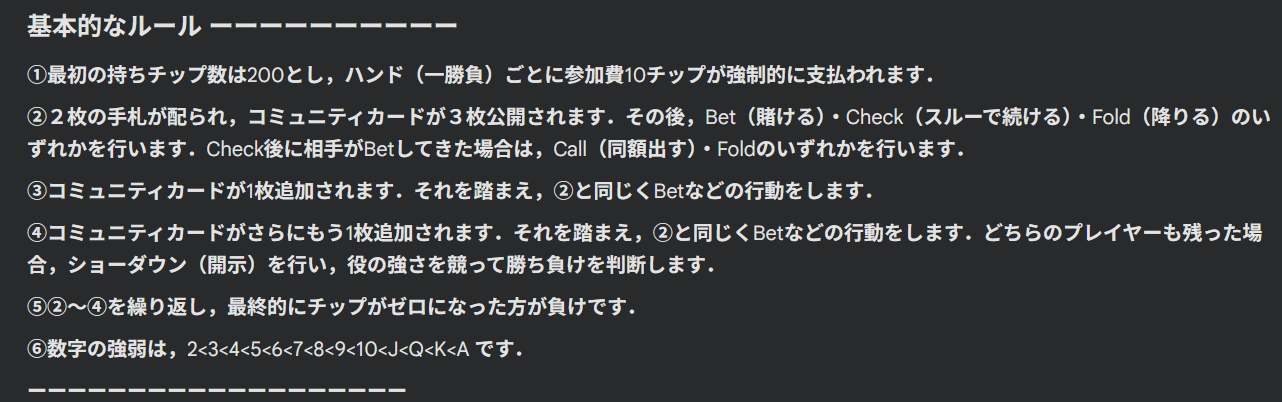 基本的なルール ーーーーーーーーーー
①最初の持ちチップ数は200とし，ハンド（一勝負）ごとに参加費10チップが強制的に支払われます．
②２枚の手札が配られ，コミュニティカードが３枚公開されます．その後，Bet（賭ける）・Check（スルーで続ける）・Fold（降りる）のい
ずれかを行います．Check後に相手がBetしてきた場合は，Call（同額出す）・Foldのいずれかを行います．
③コミュニティカードが1枚追加されます．それを踏まえ，②と同じくBetなどの行動をします．
④コミュニティカードがさらにもう1枚追加されます．それを踏まえ，②と同じくBetなどの行動をします．どちらのプレイヤーも残った場
合，ショーダウン（開示）を行い，役の強さを競って勝ち負けを判断します．
⑤②～④を繰り返し，最終的にチップがゼロになった方が負けです．
⑥数字の強弱は，2<3<4<5<6<7<8<9<10<J<Q<K<A です．
ーーーーーーーーーーーーーーーーーーー